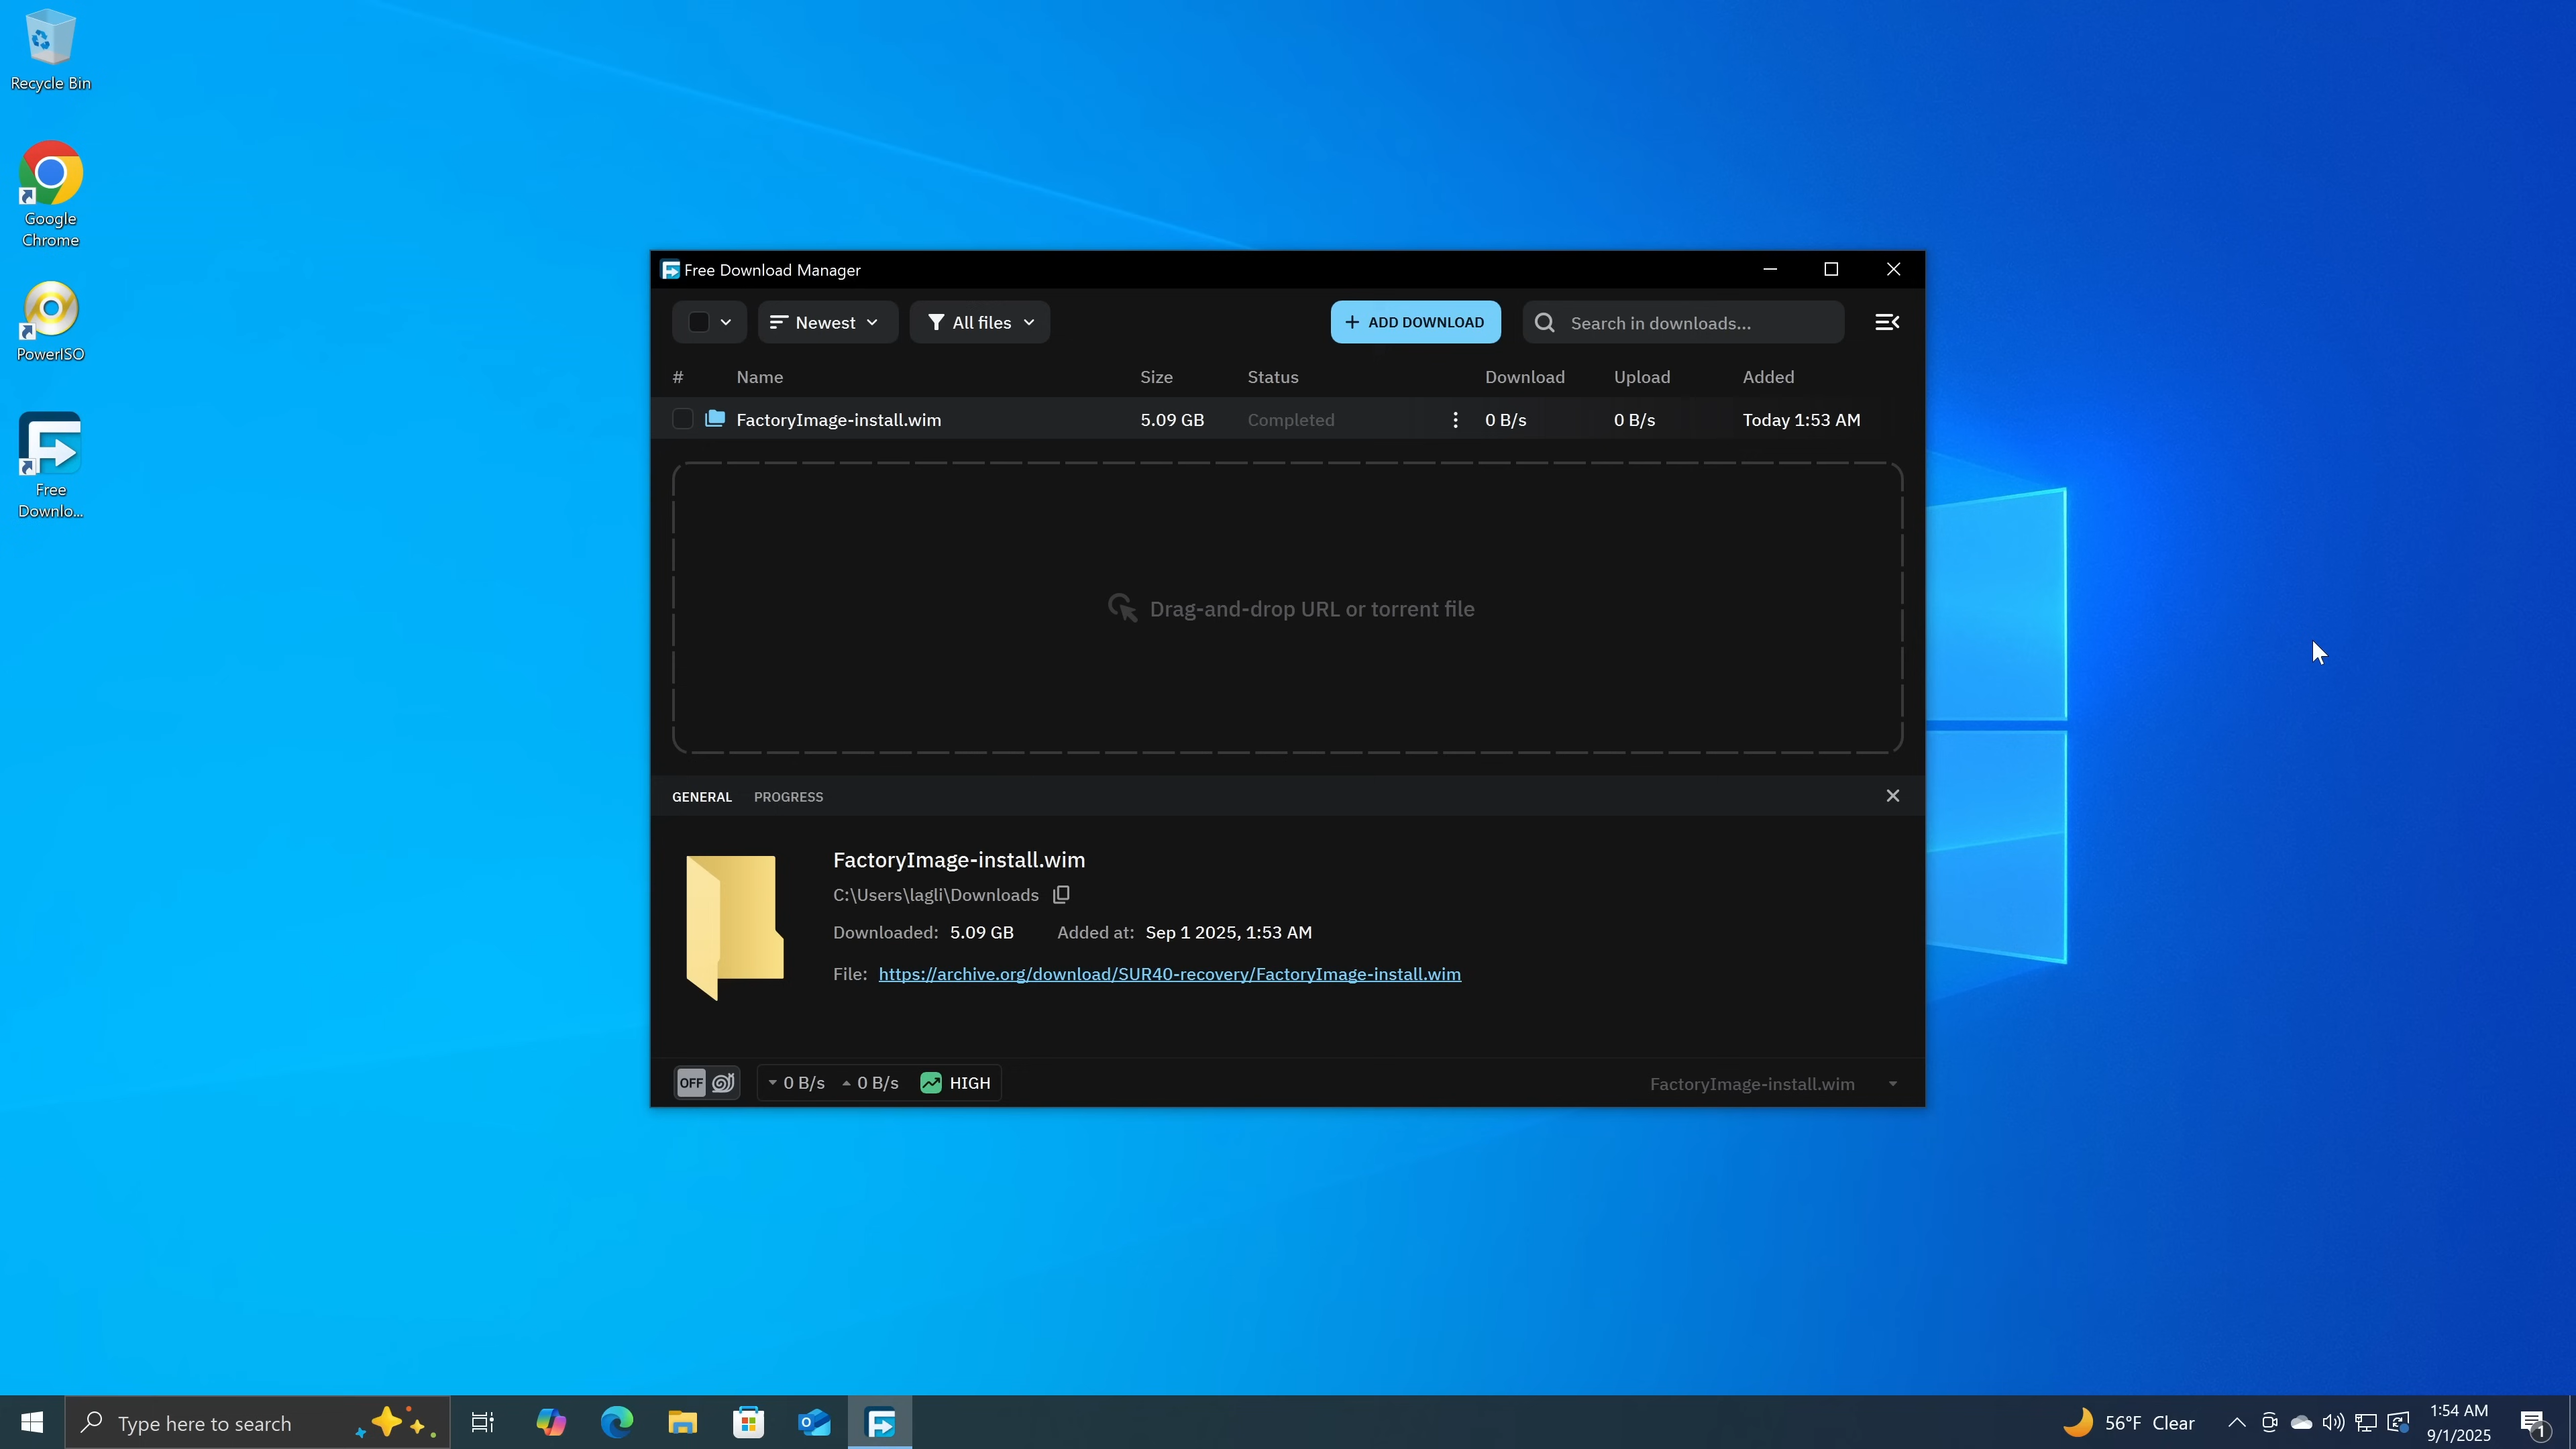 Recycle Bin
Google
Chrome
PowerISO
Free
Downlo...
Free Download Manager
Newest
All files
+ ADD DOWNLOAD
Search in downloads...
# Name Size Status Download Upload Added
FactoryImage-install.wim 5.09 GB Completed 0 B/s 0 B/s Today 1:53 AM
Drag-and-drop URL or torrent file
GENERAL PROGRESS
FactoryImage-install.wim
C:\Users\lagli\Downloads
Downloaded: 5.09 GB Added at: Sep 1 2025, 1:53 AM
File: https://archive.org/download/SUR40-recovery/FactoryImage-install.wim
OFF 0 B/s 0 B/s HIGH FactoryImage-install.wim
Type here to search
56°F Clear
1:54 AM
9/1/2025
1